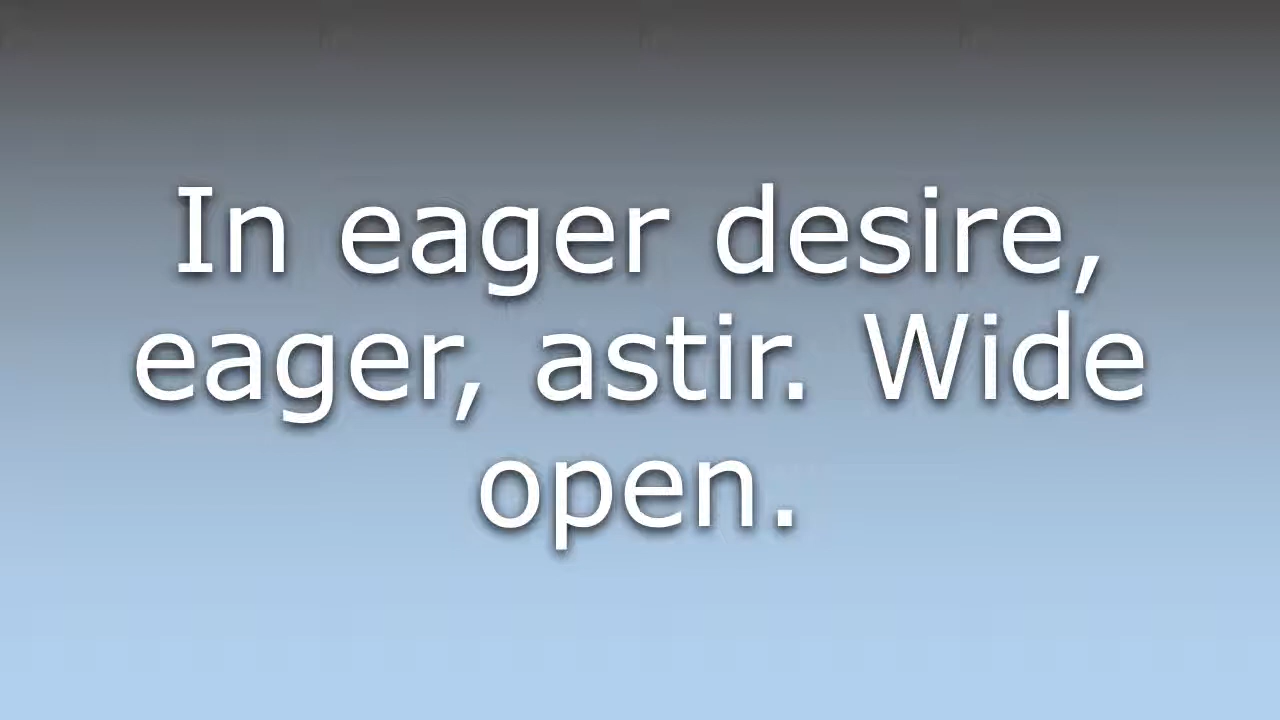 In eager desire,
eager, astir. Wide
open.